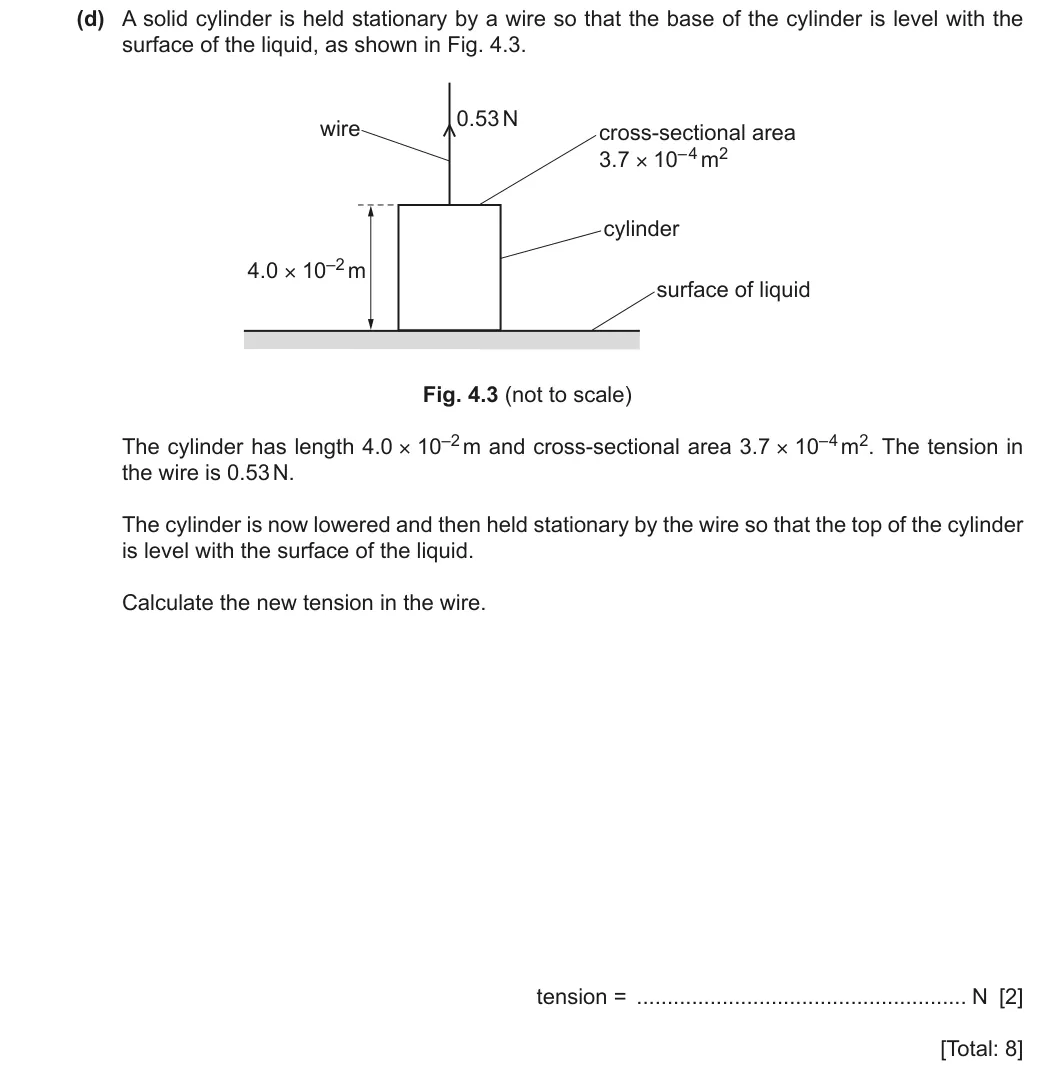 (d) A solid cylinder is held stationary by a wire so that the base of the cylinder is level with the
surface of the liquid, as shown in Fig. 4.3.
wire
0.53 N
cross-sectional area
3.7 × 10–4 m2
cylinder
4.0 × 10–2 m
surface of liquid
Fig. 4.3 (not to scale)
The cylinder has length 4.0 × 10–2 m and cross-sectional area 3.7 × 10–4 m2. The tension in
the wire is 0.53 N.
The cylinder is now lowered and then held stationary by the wire so that the top of the cylinder
is level with the surface of the liquid.
Calculate the new tension in the wire.
tension = ...................................................... N [2]
[Total: 8]